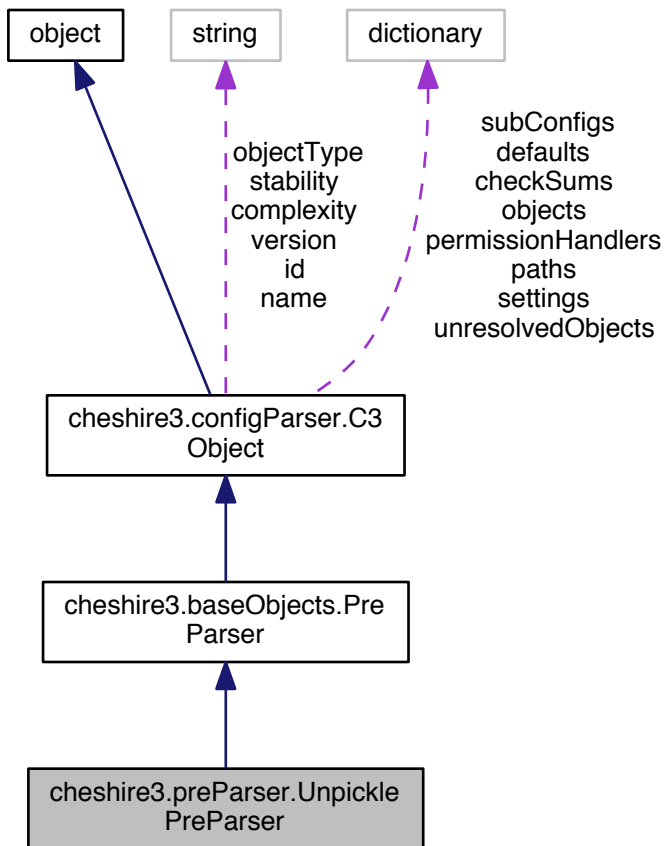 object
string
dictionary
objectType
stability
complexity
version
id
name
subConfigs
defaults
checkSums
objects
permissionHandlers
paths
settings
unresolvedObjects
cheshire3.configParser.C3
Object
cheshire3.baseObjects.Pre
Parser
cheshire3.preParser.Unpickle
PreParser